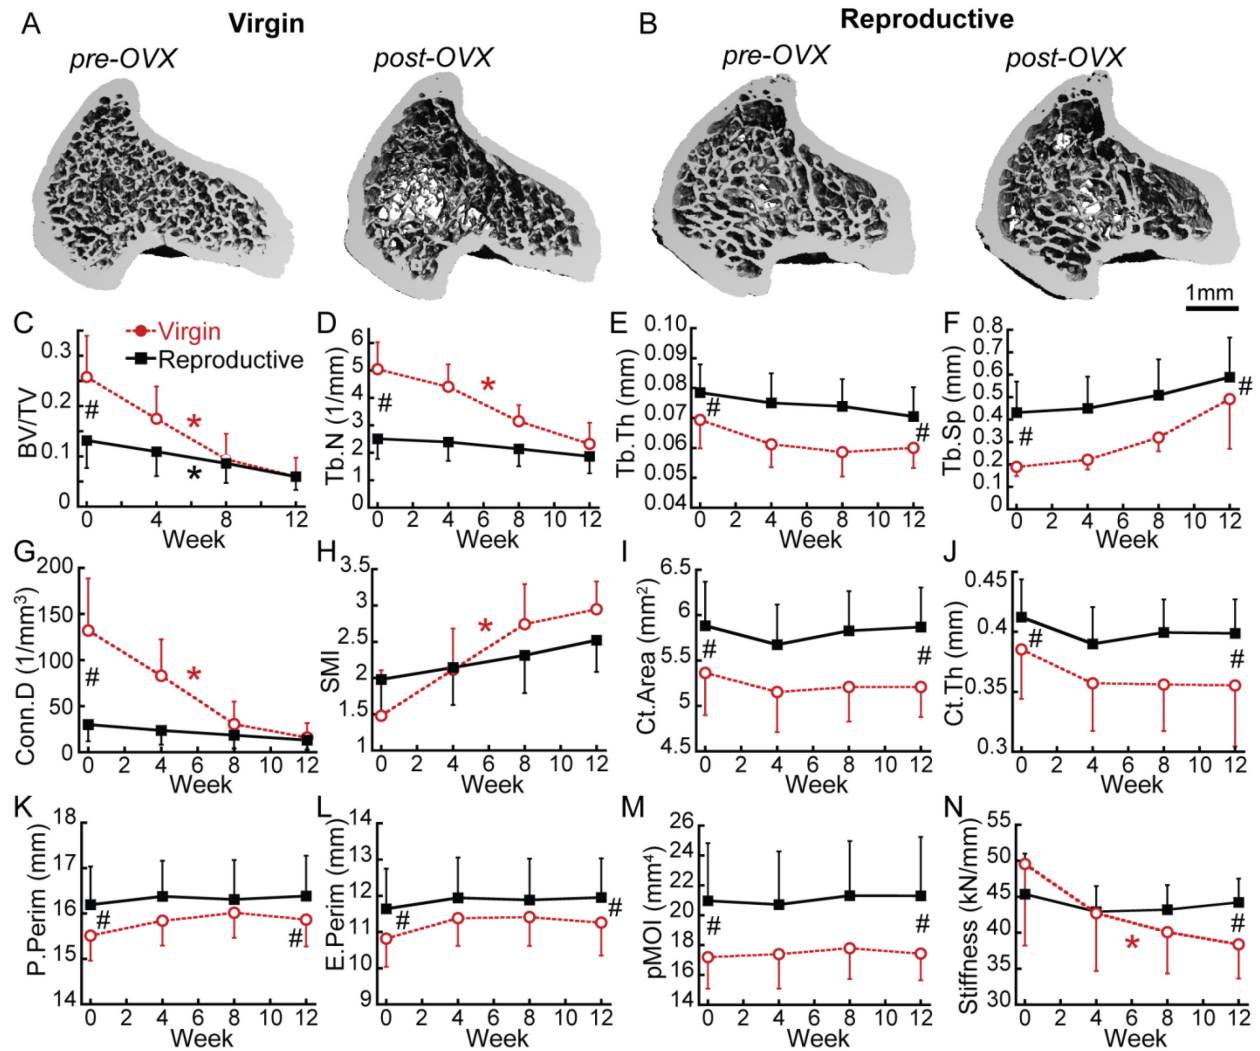 A Virgin B Reproductive
pre-OVX post-OVX pre-OVX post-OVX
1mm
C D E F
Virgin
Reproductive
BV/TV
0.3
0.2
0.1
0
0 4 8 12
Week
#
*
*
Tb.N (1/mm)
6
5
4
3
2
1
0
0 2 4 6 8 10 12
Week
#
*
Tb.Th (mm)
0.10
0.08
0.08
0.07
0.06
0.05
0.04
0 2 4 6 8 10 12
Week
#
#
Tb.Sp (mm)
0.8
0.7
0.6
0.5
0.4
0.3
0.2
0.1
0
0 2 4 6 8 10 12
Week
#
#
G H I J
Conn.D (1/mm³)
200
150
100
50
0
0 2 4 6 8 10 12
Week
#
*
SMI
3.5
3
2.5
2
1.5
1
0 2 4 6 8 10 12
Week
*
Ct.Area (mm²)
6.5
6
5.5
5
4.5
0 2 4 6 8 10 12
Week
#
#
Ct.Th (mm)
0.45
0.4
0.35
0.3
0 2 4 6 8 10 12
Week
#
#
K L M N
P.Perim (mm)
18
17
16
15
14
0 2 4 6 8 10 12
Week
#
#
E.Perim (mm)
14
13
12
11
10
9
0 2 4 6 8 10 12
Week
#
#
pMOI (mm⁴)
26
24
22
20
18
16
14
0 2 4 6 8 10 12
Week
#
#
Stiffness (kN/mm)
55
50
45
40
35
30
0 4 8 12
Week
*
#